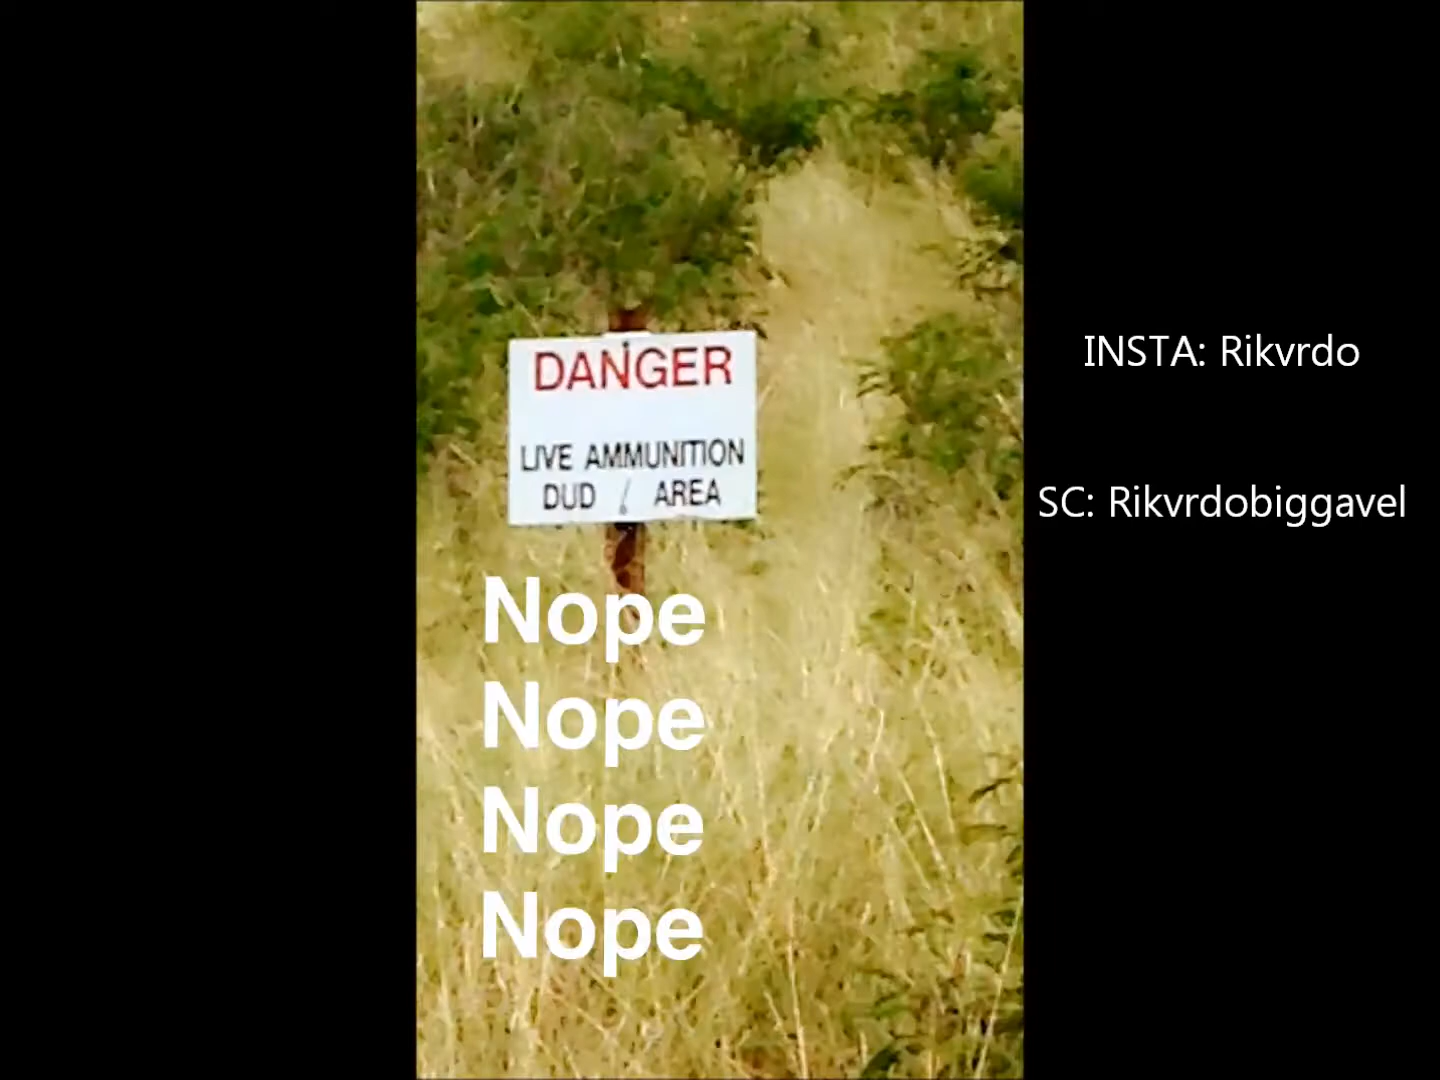 DANGER
LIVE AMMUNITION
DUD / AREA
Nope
Nope
Nope
Nope
INSTA: Rikvrdo
SC: Rikvrdobiggavel